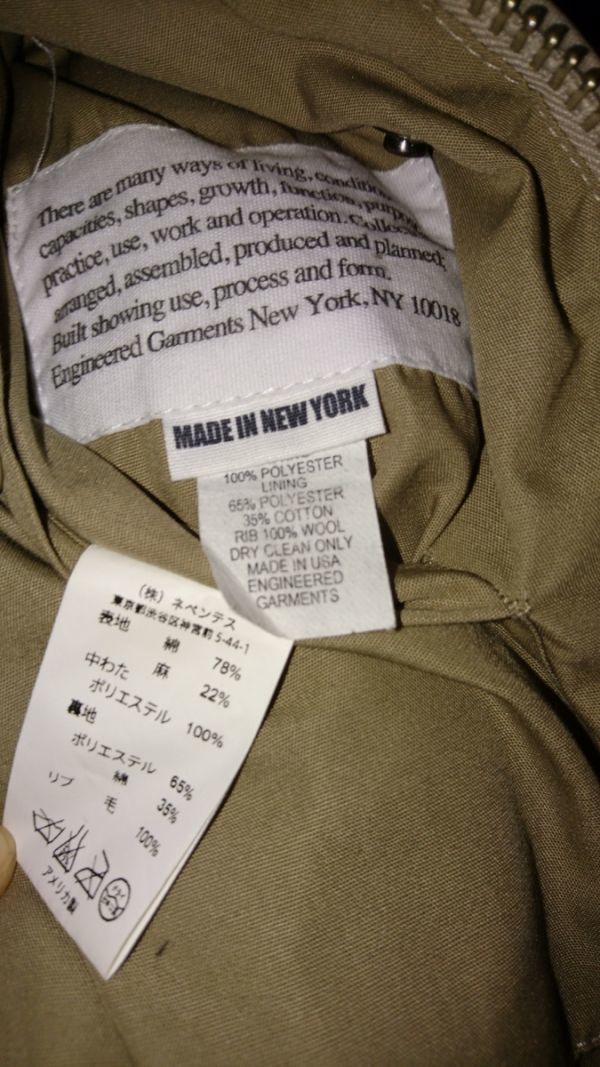 There are many ways of living, conditio
capacities, shapes, growth, function, purpo
practice, use, work and operation. Collec
arranged, assembled, produced and planned;
Built showing use, process and form.
Engineered Garments New York, NY 10018
MADE IN NEW YORK
100% POLYESTER
LINING
65% POLYESTER
35% COTTON
RIB 100% WOOL
DRY CLEAN ONLY
MADE IN USA
ENGINEERED
GARMENTS
(株) ネペンテス
東京都渋谷区神宮前5-44-1
表地 綿 78%
中わた 麻 22%
ポリエステル 100%
裏地
ポリエステル 65%
綿 35%
リブ 毛 100%
アメリカ製